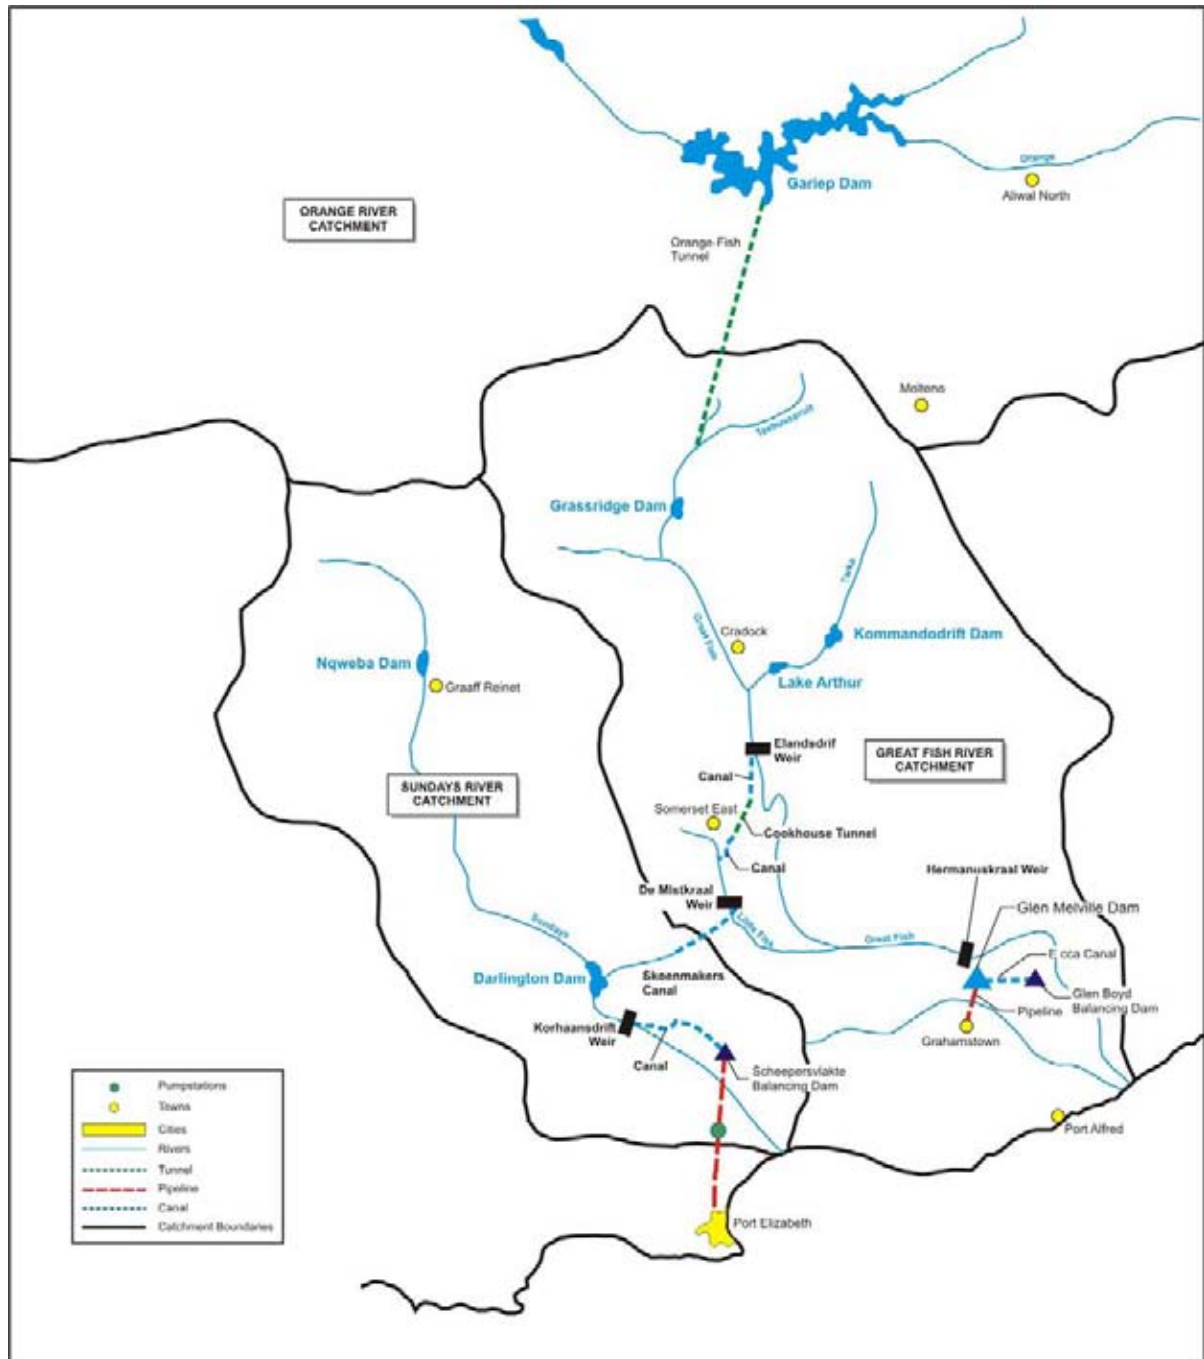 Orange
Gariep Dam
Aliwal North
ORANGE RIVER
CATCHMENT
Orange-Fish
Tunnel
Molteno
Teebusspruit
Grassridge Dam
Tarka
Great Fish
Cradock
Kommandodrift Dam
Nqweba Dam
Lake Arthur
Graaff Reinet
Elandsdrif
Weir
GREAT FISH RIVER
CATCHMENT
Canal
SUNDAYS RIVER
CATCHMENT
Somerset East
Cookhouse Tunnel
Canal
Hermanuskraal Weir
De Mistkraal
Weir
Glen Melville Dam
Sundays
Little Fish
Great Fish
Ecca Canal
Darlington Dam
Skoenmakers
Canal
Glen Boyd
Balancing Dam
Pipeline
Korhaansdrift
Weir
Grahamstown
Canal
Scheepersvlakte
Balancing Dam
Port Alfred
Port Elizabeth
Pumpstations
Towns
Cities
Rivers
Tunnel
Pipeline
Canal
Catchment Boundaries